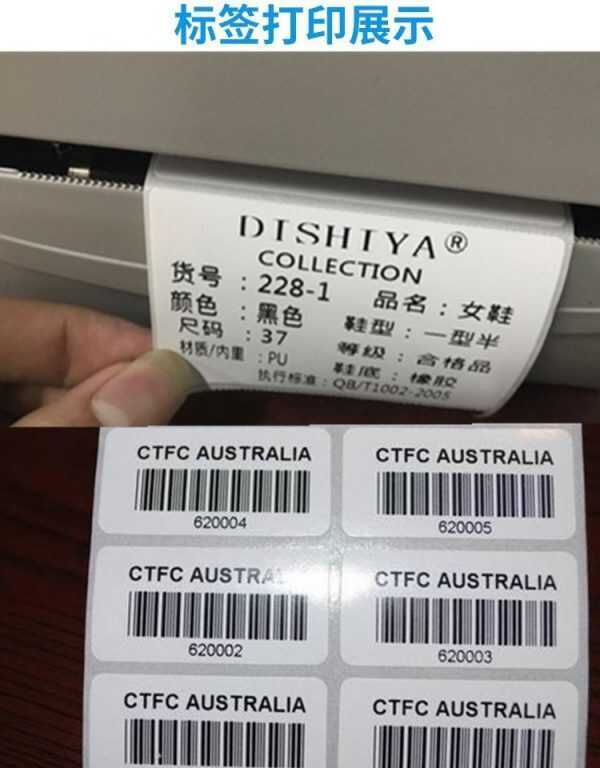 标签打印展示
DISHIYA®
COLLECTION
货号：228-1 品名：女鞋
颜色：黑色 鞋型：一型半
尺码：37 等级：合格品
材质/内里：PU 鞋底：橡胶
执行标准：QB/T1002-2005
CTFC AUSTRALIA CTFC AUSTRALIA
620004 620005
CTFC AUSTRA CTFC AUSTRALIA
620002 620003
CTFC AUSTRALIA CTFC AUSTRALIA